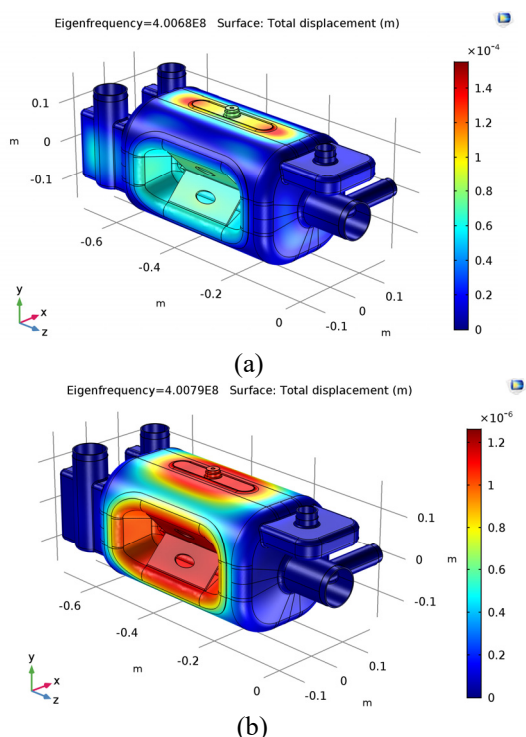 Eigenfrequency=4.0068E8 Surface: Total displacement (m)
×10⁻⁴
0.1
0
-0.1
m
-0.6
-0.4
-0.2
0
m
-0.1
0
0.1
m
1.4
1.2
1
0.8
0.6
0.4
0.2
0
y
x
z
(a)
Eigenfrequency=4.0079E8 Surface: Total displacement (m)
×10⁻⁶
0.1
0
-0.1
m
-0.6
-0.4
-0.2
0
m
-0.1
0
0.1
m
1.2
1
0.8
0.6
0.4
0.2
0
y
x
z
(b)